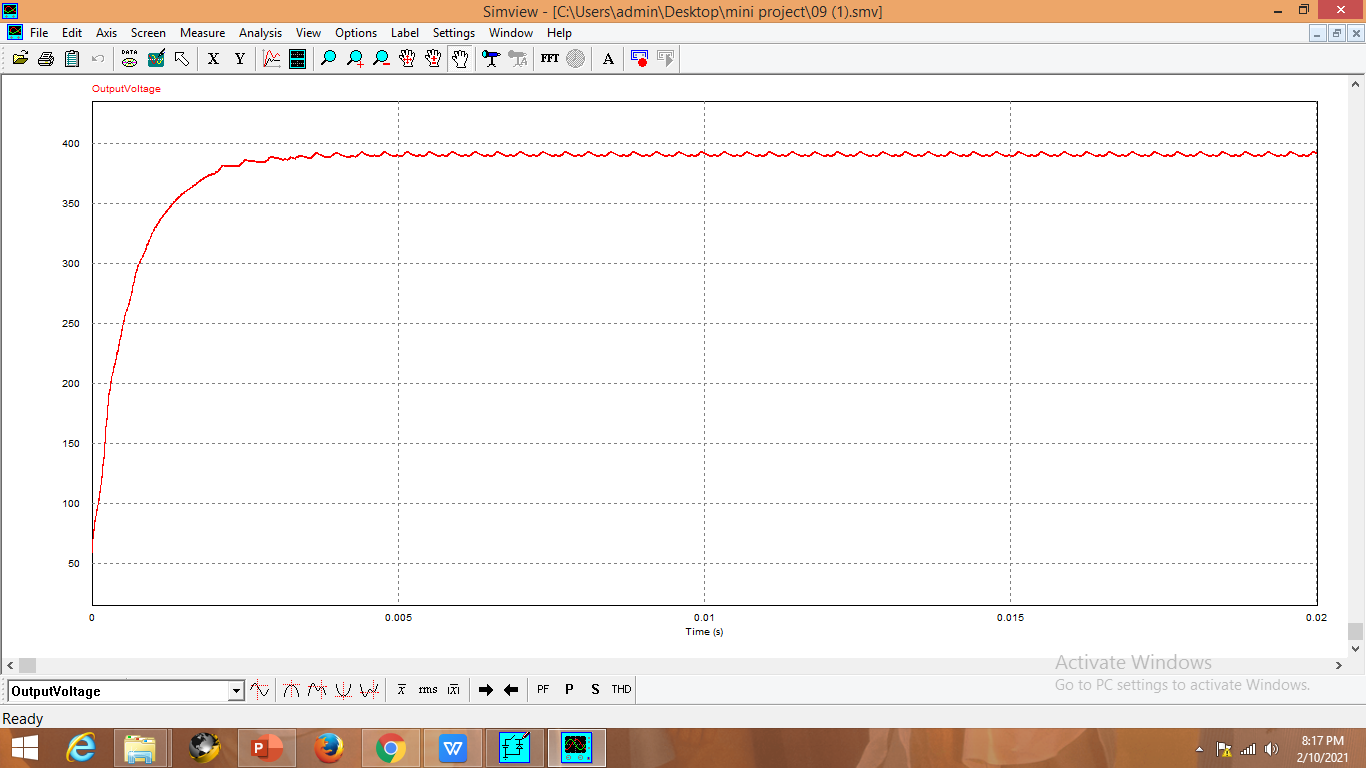 Simview - [C:\Users\admin\Desktop\mini project\09 (1).smv]
File Edit Axis Screen Measure Analysis View Options Label Settings Window Help
DATA X Y FFT A
OutputVoltage
400
350
300
250
200
150
100
50
0 0.005 0.01 0.015 0.02
Time (s)
Activate Windows
Go to PC settings to activate Windows.
OutputVoltage x rms |x| PF P S THD
Ready
8:17 PM
2/10/2021